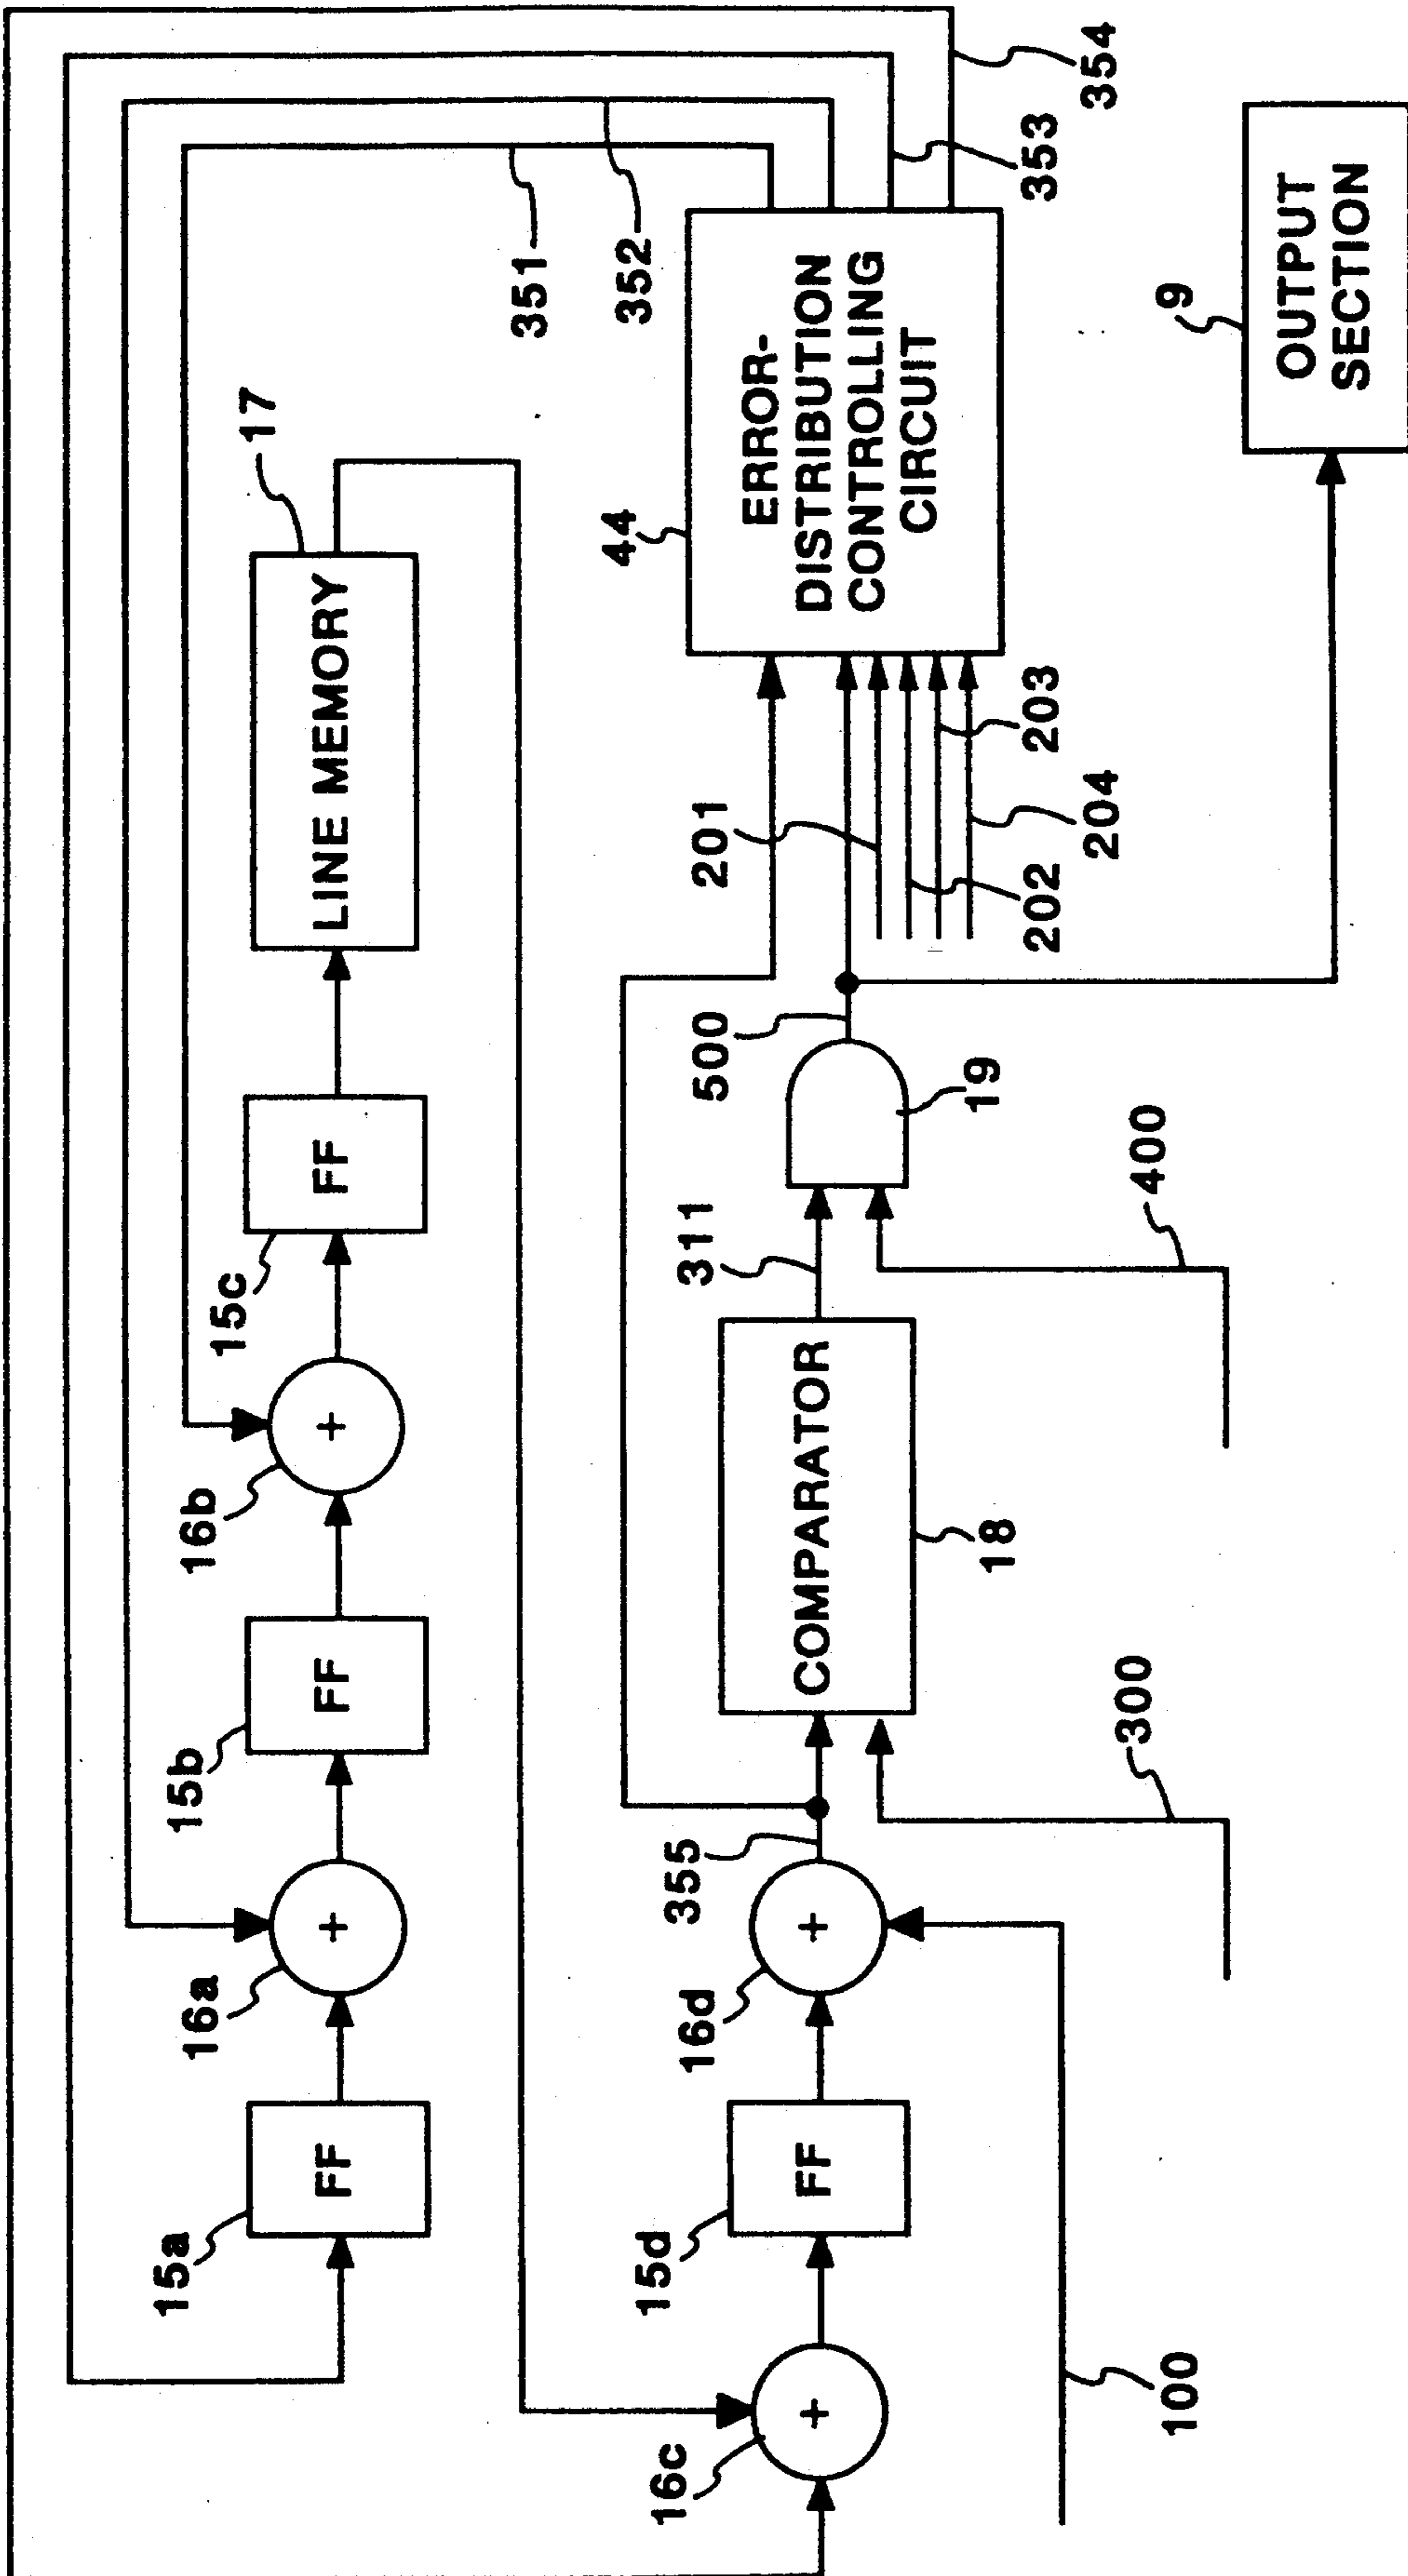 354
353
352
351
17
LINE MEMORY
FF
15c
+
16b
FF
15b
+
16a
FF
15a
44
ERROR-
DISTRIBUTION
CONTROLLING
CIRCUIT
9
OUTPUT
SECTION
201
202
203
204
500
19
400
311
COMPARATOR
18
300
355
+
16d
FF
15d
+
16c
100